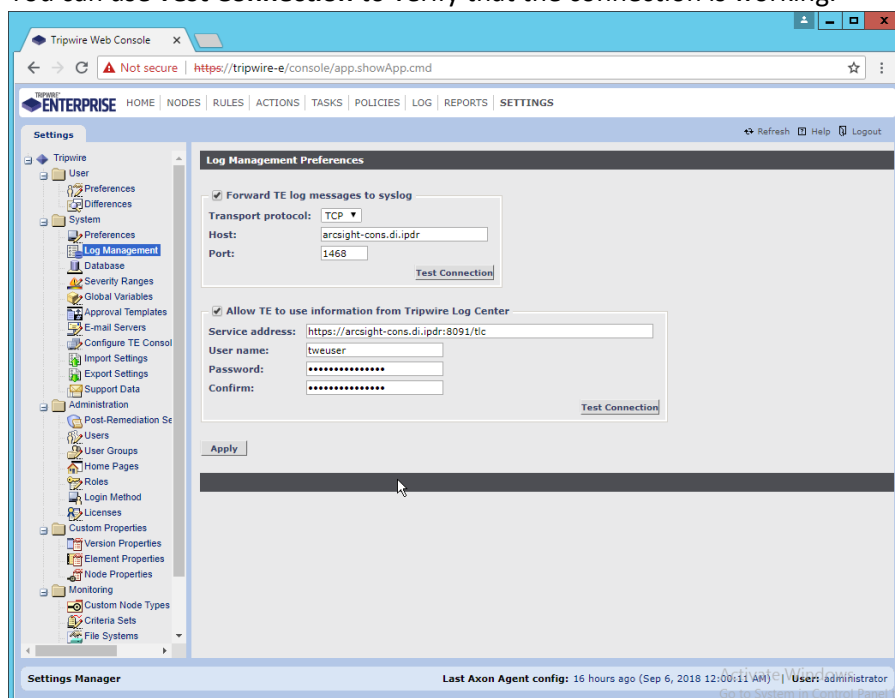 You can use Test Connection to verify that the connection is working.
Tripwire Web Console
Not secure | https://tripwire-e/console/app.showApp.cmd
TRIPWIRE
ENTERPRISE HOME | NODES | RULES | ACTIONS | TASKS | POLICIES | LOG | REPORTS | SETTINGS
Settings
Refresh Help Logout
Tripwire
User
Preferences
Differences
System
Preferences
Log Management
Database
Severity Ranges
Global Variables
Approval Templates
E-mail Servers
Configure TE Consol
Import Settings
Export Settings
Support Data
Administration
Post-Remediation Se
Users
User Groups
Home Pages
Roles
Login Method
Licenses
Custom Properties
Version Properties
Element Properties
Node Properties
Monitoring
Custom Node Types
Criteria Sets
File Systems
Log Management Preferences
Forward TE log messages to syslog
Transport protocol: TCP
Host: arcsight-cons.di.ipdr
Port: 1468
Test Connection
Allow TE to use information from Tripwire Log Center
Service address: https://arcsight-cons.di.ipdr:8091/tlc
User name: tweuser
Password: •••••••••••••••
Confirm: •••••••••••••••
Test Connection
Apply
Activate Windows
Settings Manager
Last Axon Agent config: 16 hours ago (Sep 6, 2018 12:00:11 AM) | User: administrator
Go to System in Control Panel